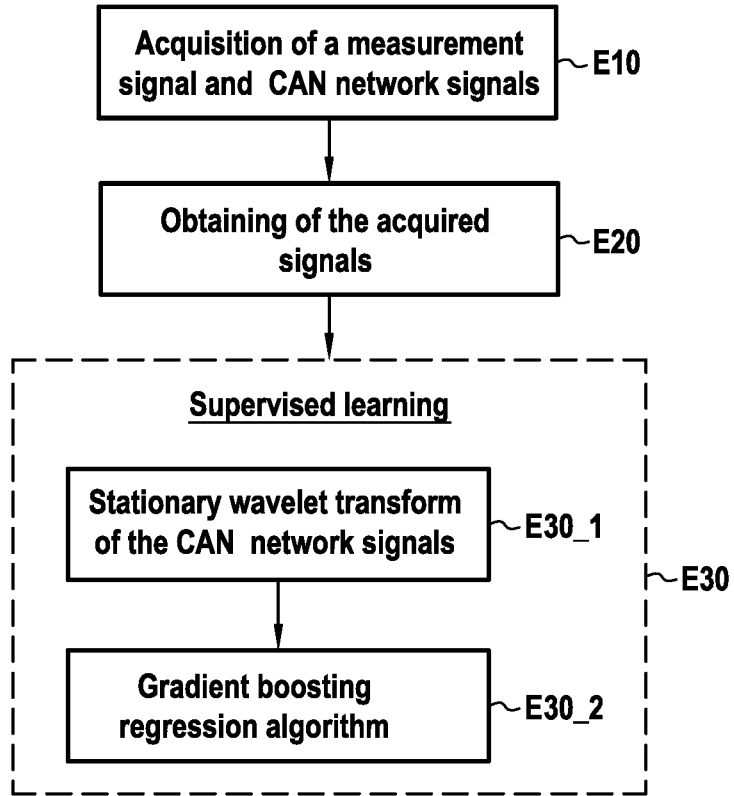 Acquisition of a measurement
signal and CAN network signals
E10
Obtaining of the acquired
signals
E20
Supervised learning
Stationary wavelet transform
of the CAN network signals
E30_1
E30
Gradient boosting
regression algorithm
E30_2